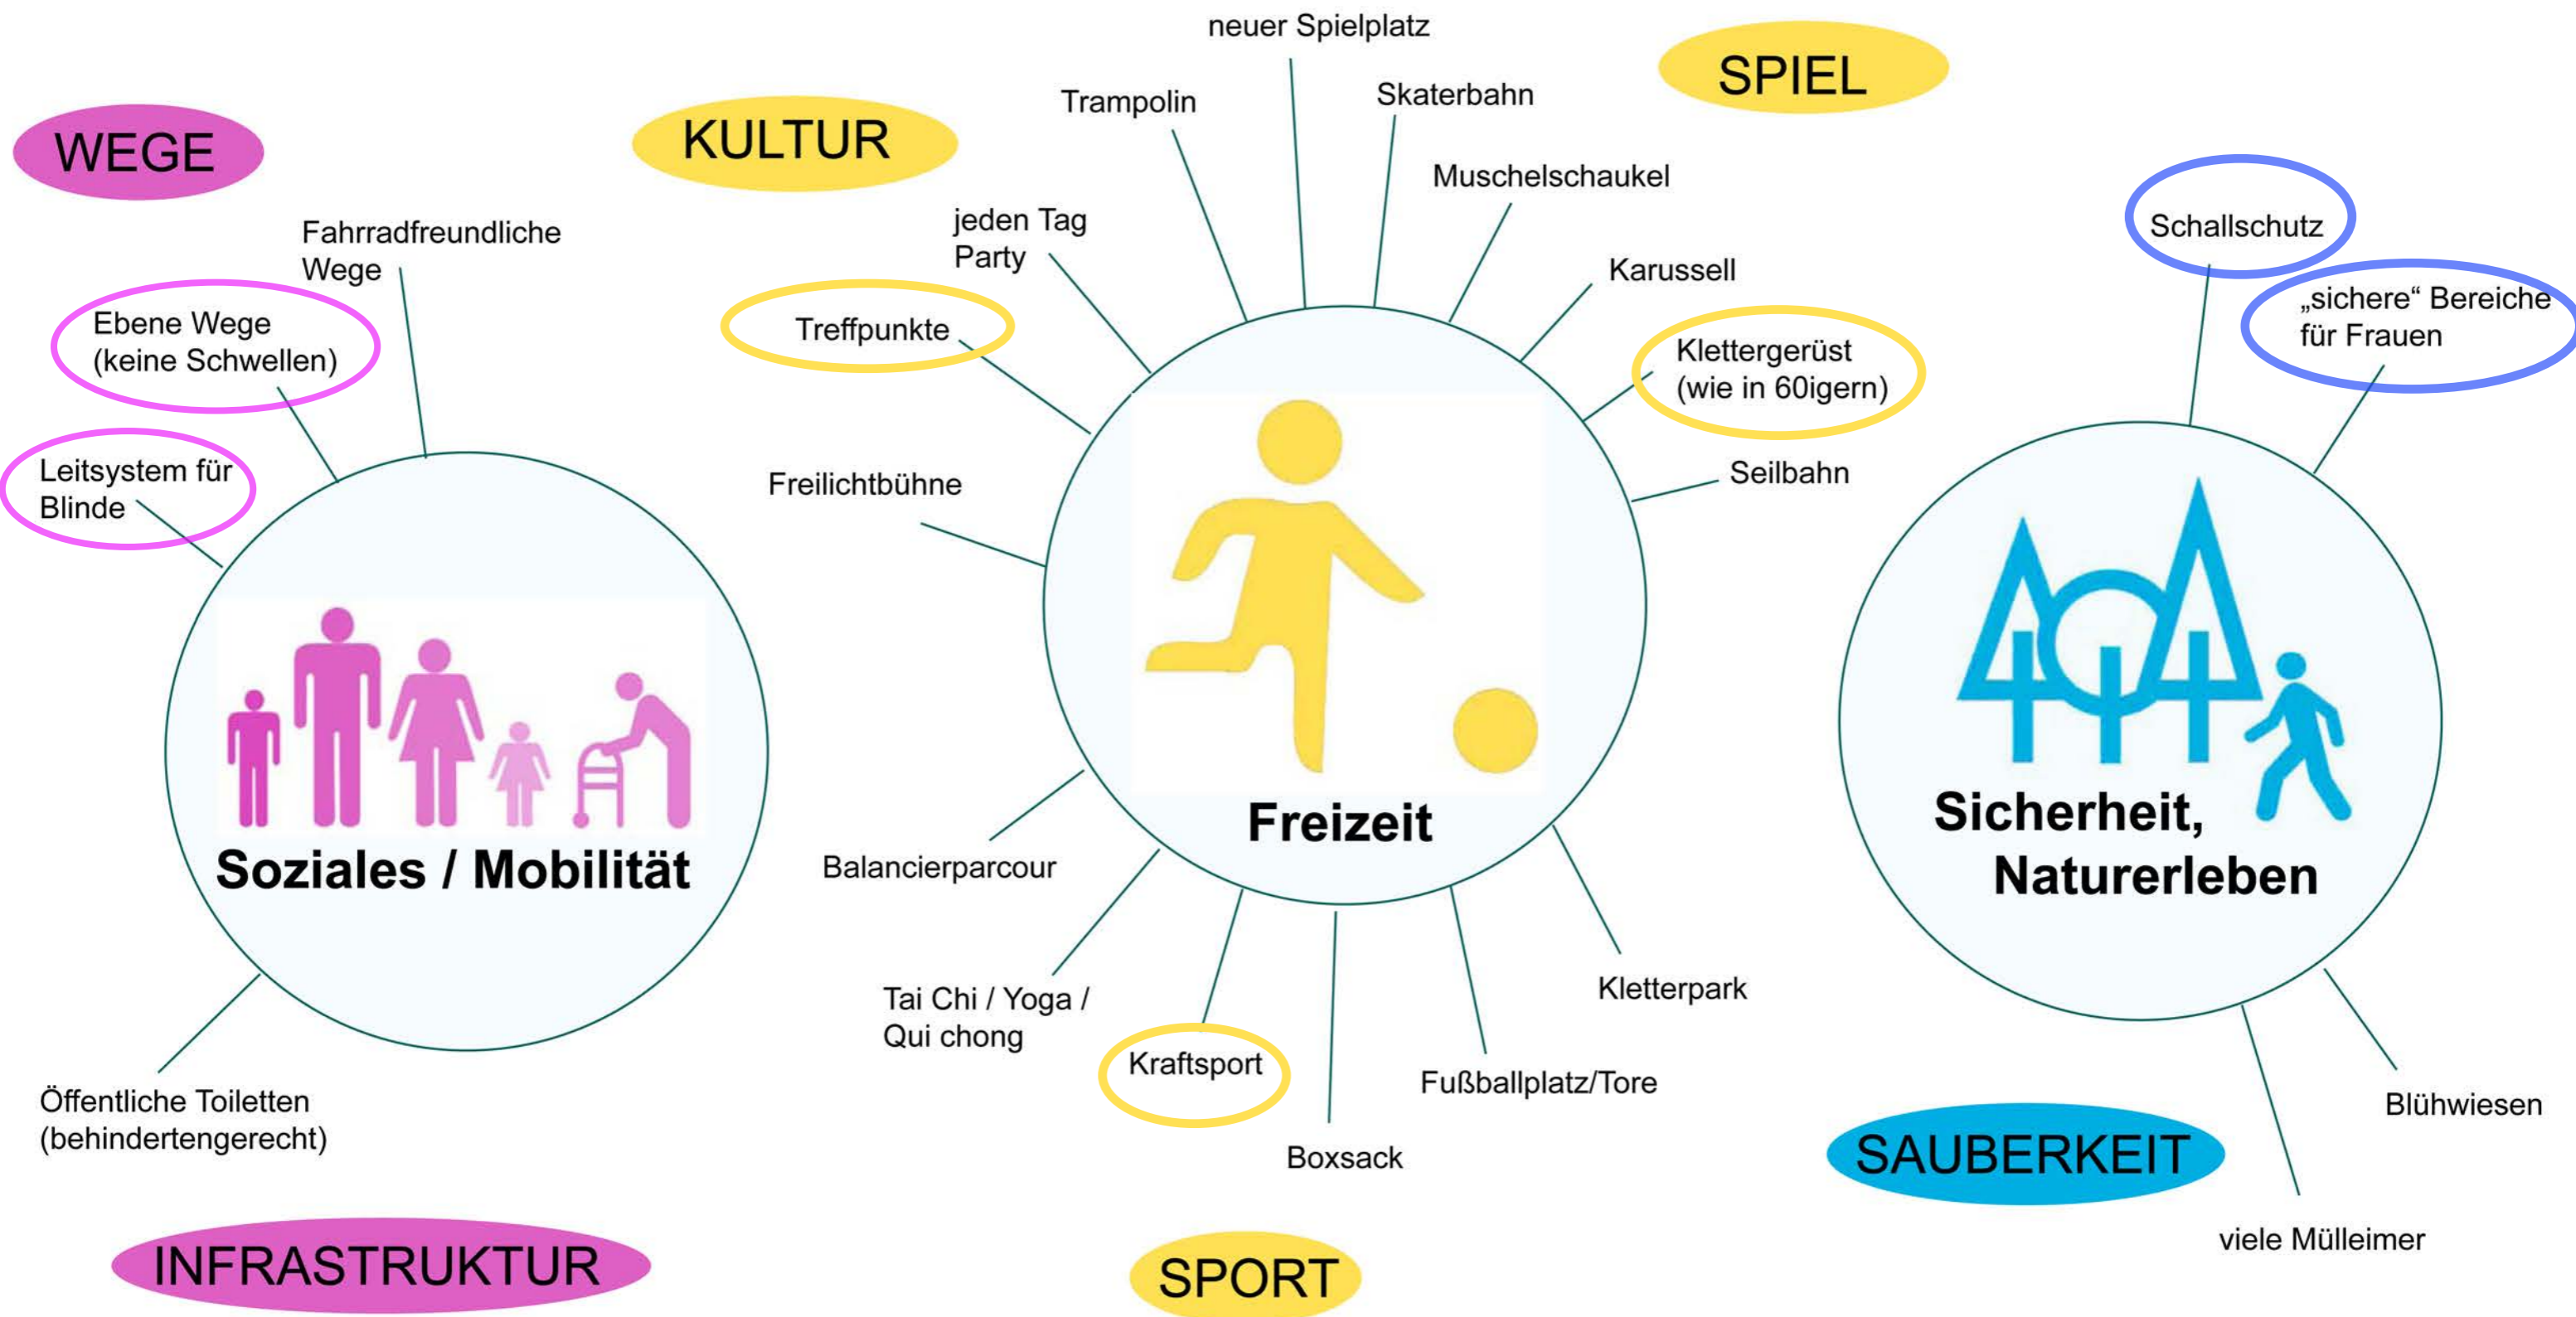 WEGE
Fahrradfreundliche
Wege
Ebene Wege
(keine Schwellen)
Leitsystem für
Blinde
Soziales / Mobilität
Öffentliche Toiletten
(behindertengerecht)
INFRASTRUKTUR
KULTUR
neuer Spielplatz
SPIEL
Trampolin
Skaterbahn
Muschelschaukel
jeden Tag
Party
Karussell
Treffpunkte
Klettergerüst
(wie in 60igern)
Freilichtbühne
Seilbahn
Freizeit
Balancierparcour
Tai Chi / Yoga /
Qui chong
Kraftsport
Boxsack
Fußballplatz/Tore
Kletterpark
SPORT
Schallschutz
„sichere“ Bereiche
für Frauen
Sicherheit,
Naturerleben
SAUBERKEIT
Blühwiesen
viele Mülleimer